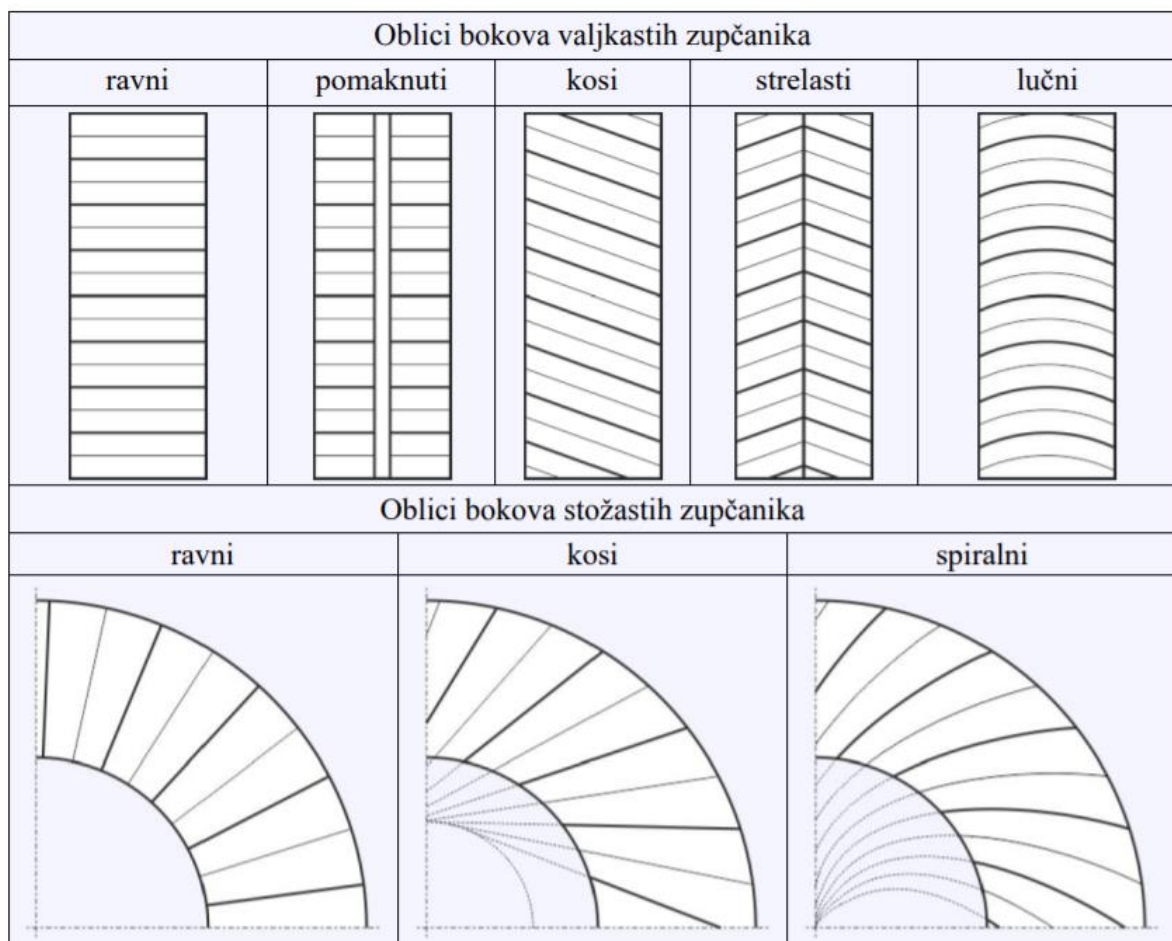 Oblici bokova valjkastih zupčanika
ravni pomaknuti kosi strelasti lučni
Oblici bokova stožastih zupčanika
ravni kosi spiralni